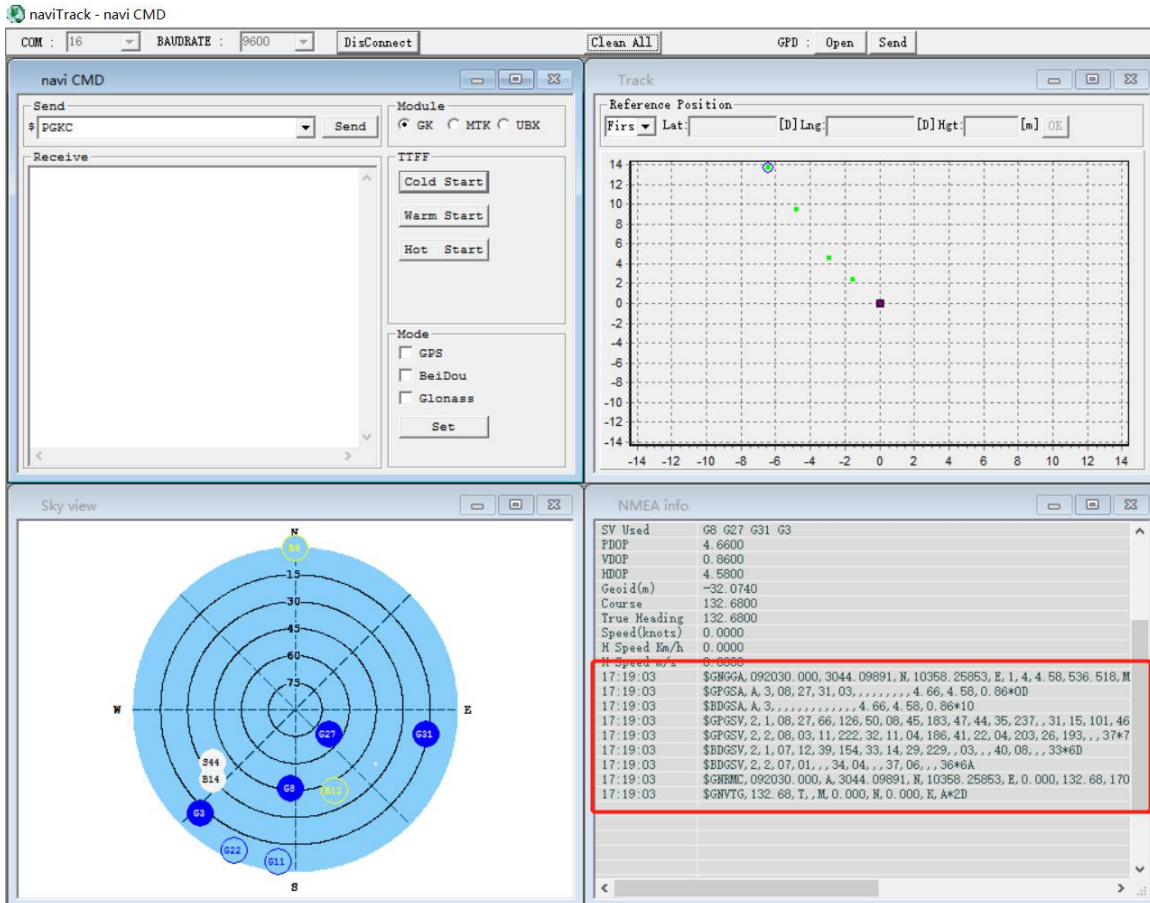 naviTrack - navi CMD
COM : 16 BAUDRATE : 9600 DisConnect Clean All GPD : Open Send
navi CMD
Send
$ PGKC Send
Module
GK MTK UBX
Receive
TTFF
Cold Start
Warm Start
Hot Start
Mode
GPS
BeiDou
Glonass
Set
Track
Reference Position
Firs Lat: [D] Lng: [D] Hgt: [m] OK
14
12
10
8
6
4
2
0
-2
-4
-6
-8
-10
-12
-14
-14 -12 -10 -8 -6 -4 -2 0 2 4 6 8 10 12 14
Sky view
N
B6
15
30
45
60
75
W
E
G27
G31
S44
B14
G8
B12
G3
G22
G11
S
NMEA info
SV Used G8 G27 G31 G3
PDOP 4.6600
VDOP 0.8600
HDOP 4.5800
Geoid(m) -32.0740
Course 132.6800
True Heading 132.6800
Speed(knots) 0.0000
H Speed Km/h 0.0000
H Speed m/s 0.0000
17:19:03 $GNGGA,092030.000,3044.09891,N,10358.25853,E,1,4,4.58,536.518,M
17:19:03 $GPGSA,A,3,08,27,31,03,,,,,,,,,4.66,4.58,0.86*0D
17:19:03 $BDGSA,A,3,,,,,,,,,,,,,4.66,4.58,0.86*10
17:19:03 $GPGSV,2,1,08,27,66,126,50,08,45,183,47,44,35,237,,31,15,101,46
17:19:03 $GPGSV,2,2,08,03,11,222,32,11,04,186,41,22,04,203,26,193,,,37*7
17:19:03 $BDGSV,2,1,07,12,39,154,33,14,29,229,,03,,,40,08,,,33*6D
17:19:03 $BDGSV,2,2,07,01,,,34,04,,,37,06,,,36*6A
17:19:03 $GNRMC,092030.000,A,3044.09891,N,10358.25853,E,0.000,132.68,170
17:19:03 $GNVTG,132.68,T,,M,0.000,N,0.000,K,A*2D